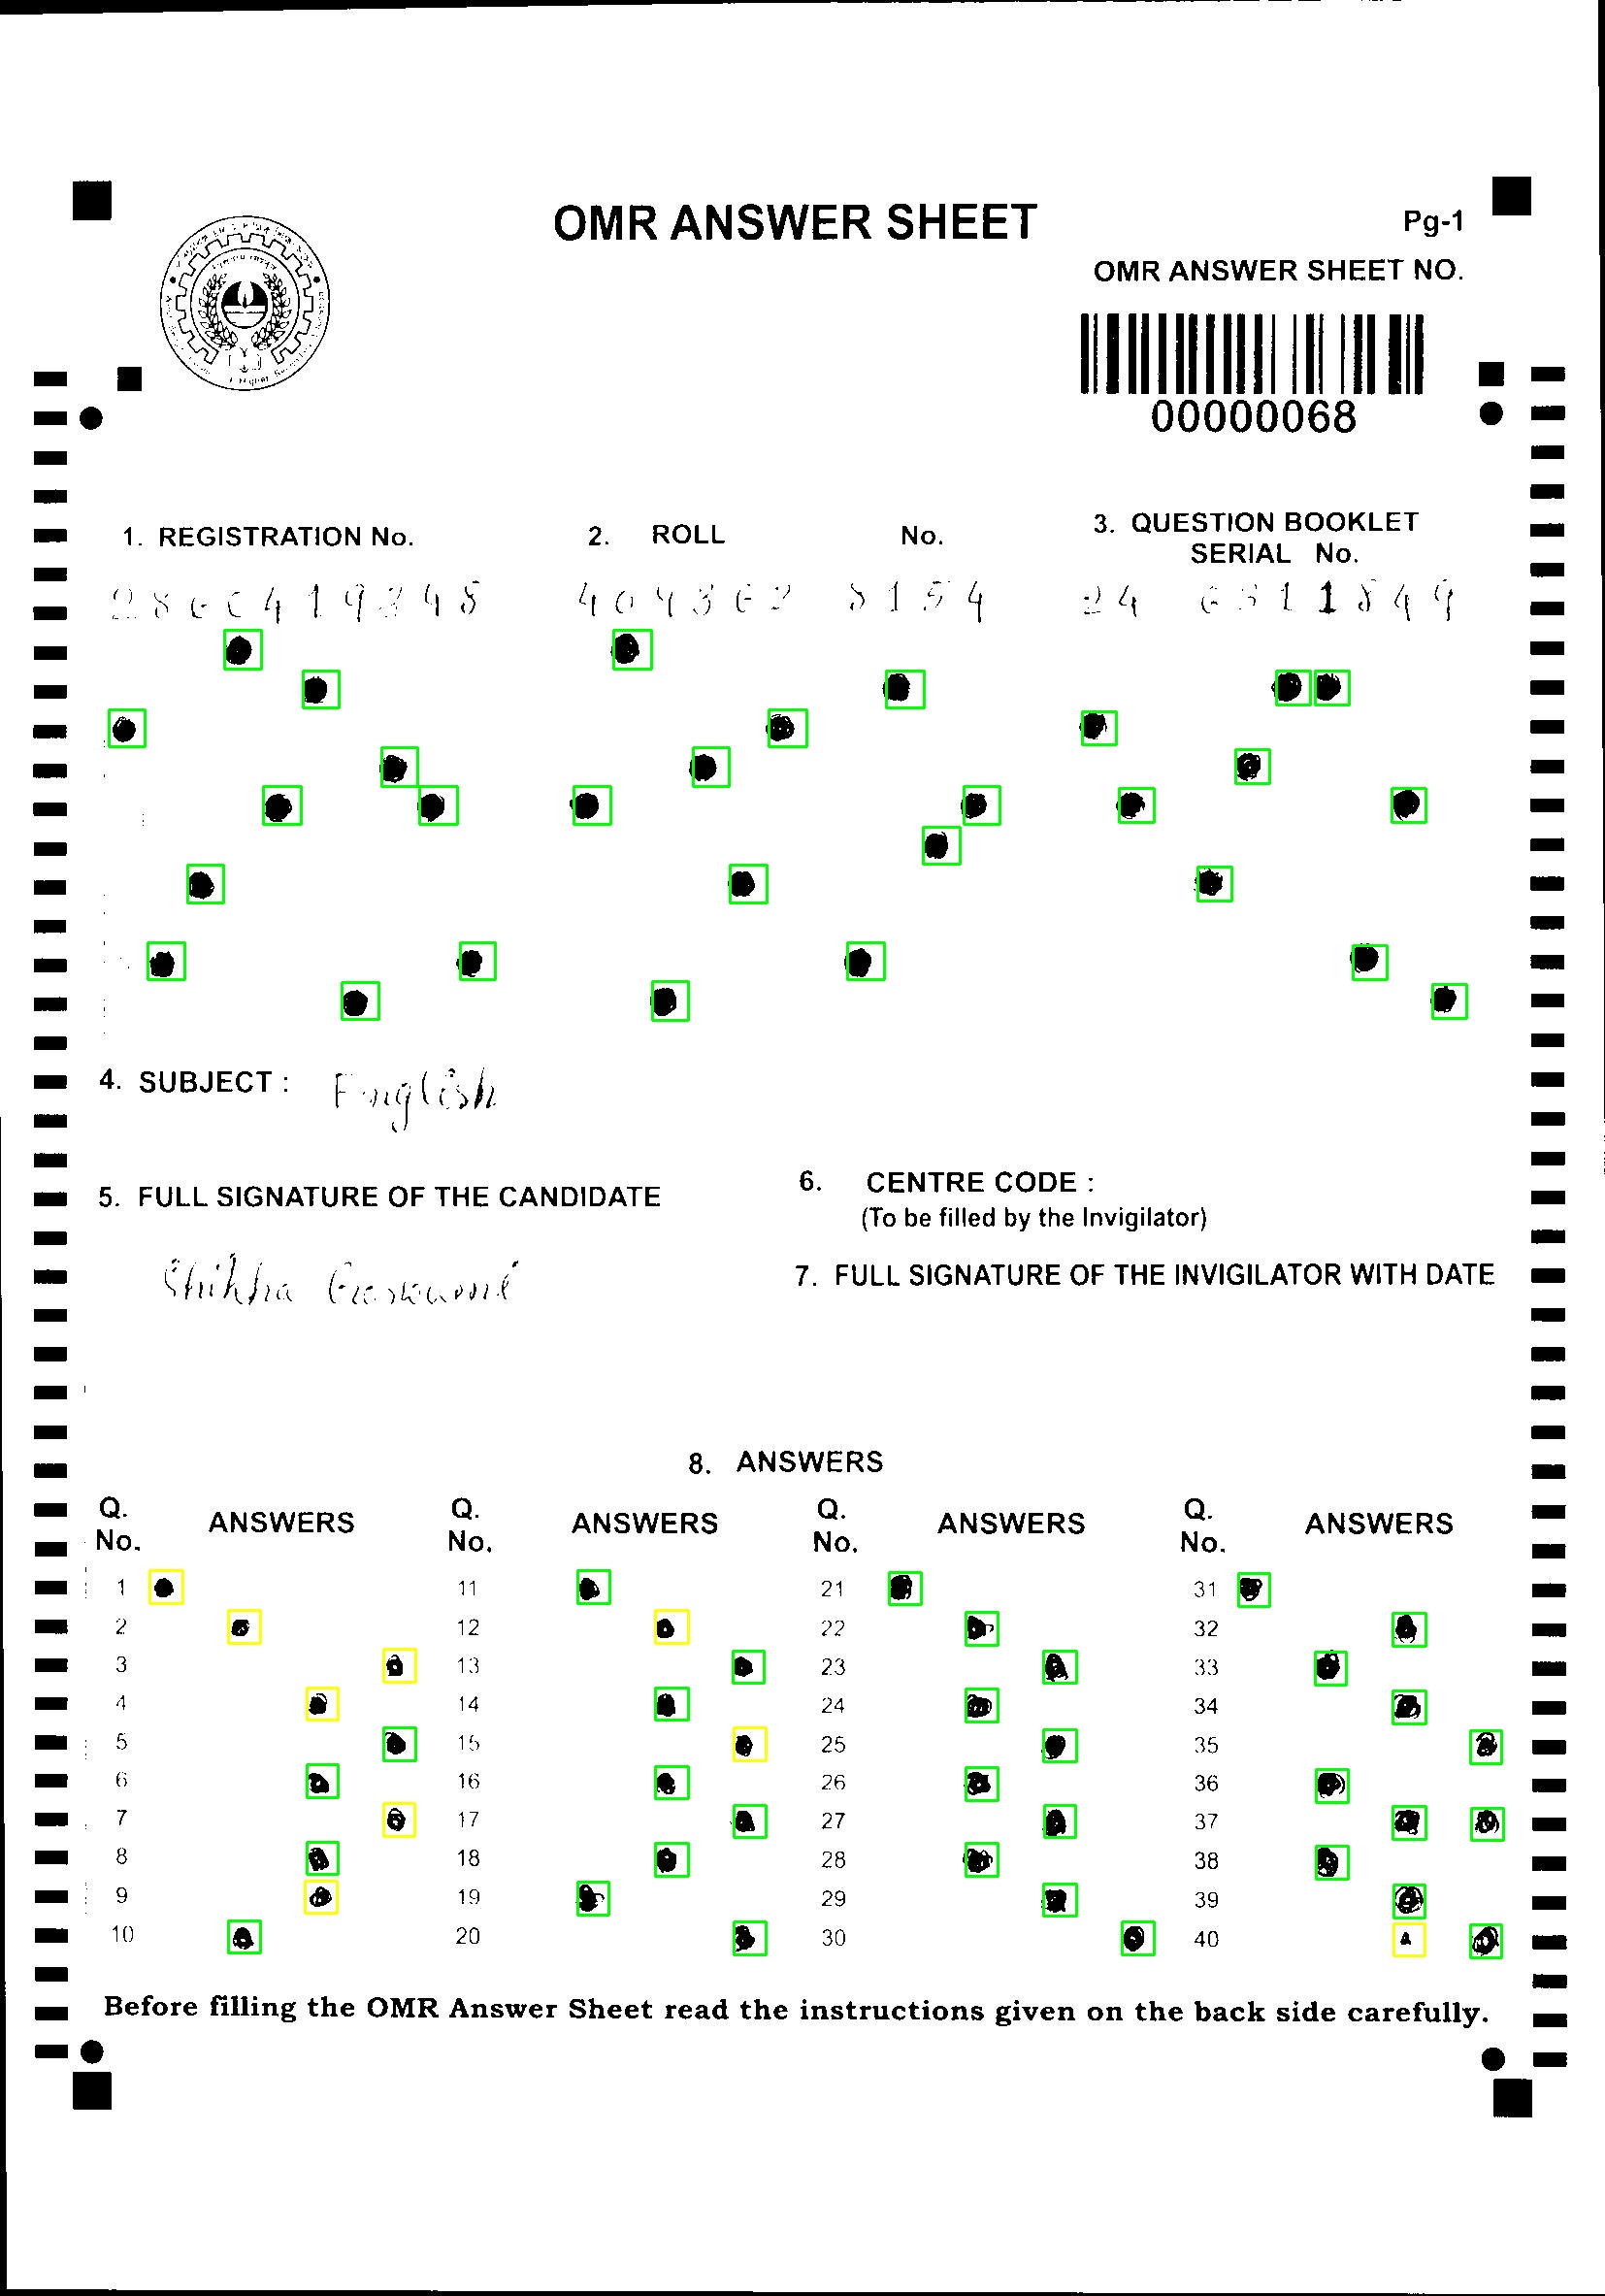 OMR ANSWER SHEET
Pg-1
OMR ANSWER SHEET NO.
00000068
1. REGISTRATION No.
2. ROLL No.
3. QUESTION BOOKLET
SERIAL No.
2860419348
4093628154
24 6311849
4. SUBJECT : English
5. FULL SIGNATURE OF THE CANDIDATE
6. CENTRE CODE :
(To be filled by the Invigilator)
Shikha Goswami
7. FULL SIGNATURE OF THE INVIGILATOR WITH DATE
8. ANSWERS
Q. Q. Q. Q.
ANSWERS ANSWERS ANSWERS ANSWERS
No. No. No. No.
1 11 21 31
2 12 22 32
3 13 23 33
4 14 24 34
5 15 25 35
6 16 26 36
7 17 27 37
8 18 28 38
9 19 29 39
10 20 30 40
Before filling the OMR Answer Sheet read the instructions given on the back side carefully.